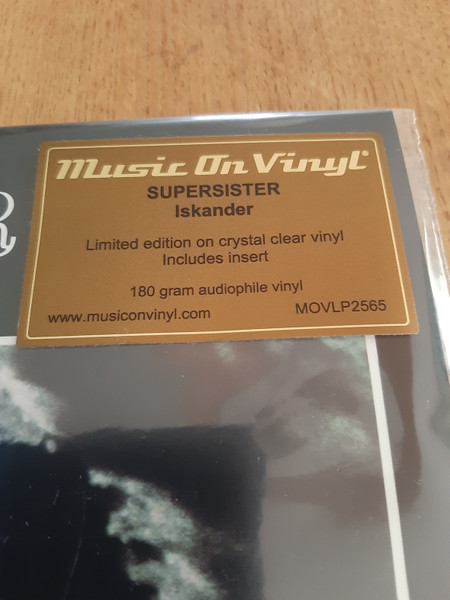 Music On Vinyl
SUPERSISTER
Iskander
Limited edition on crystal clear vinyl
Includes insert
180 gram audiophile vinyl
www.musiconvinyl.com MOVLP2565
R